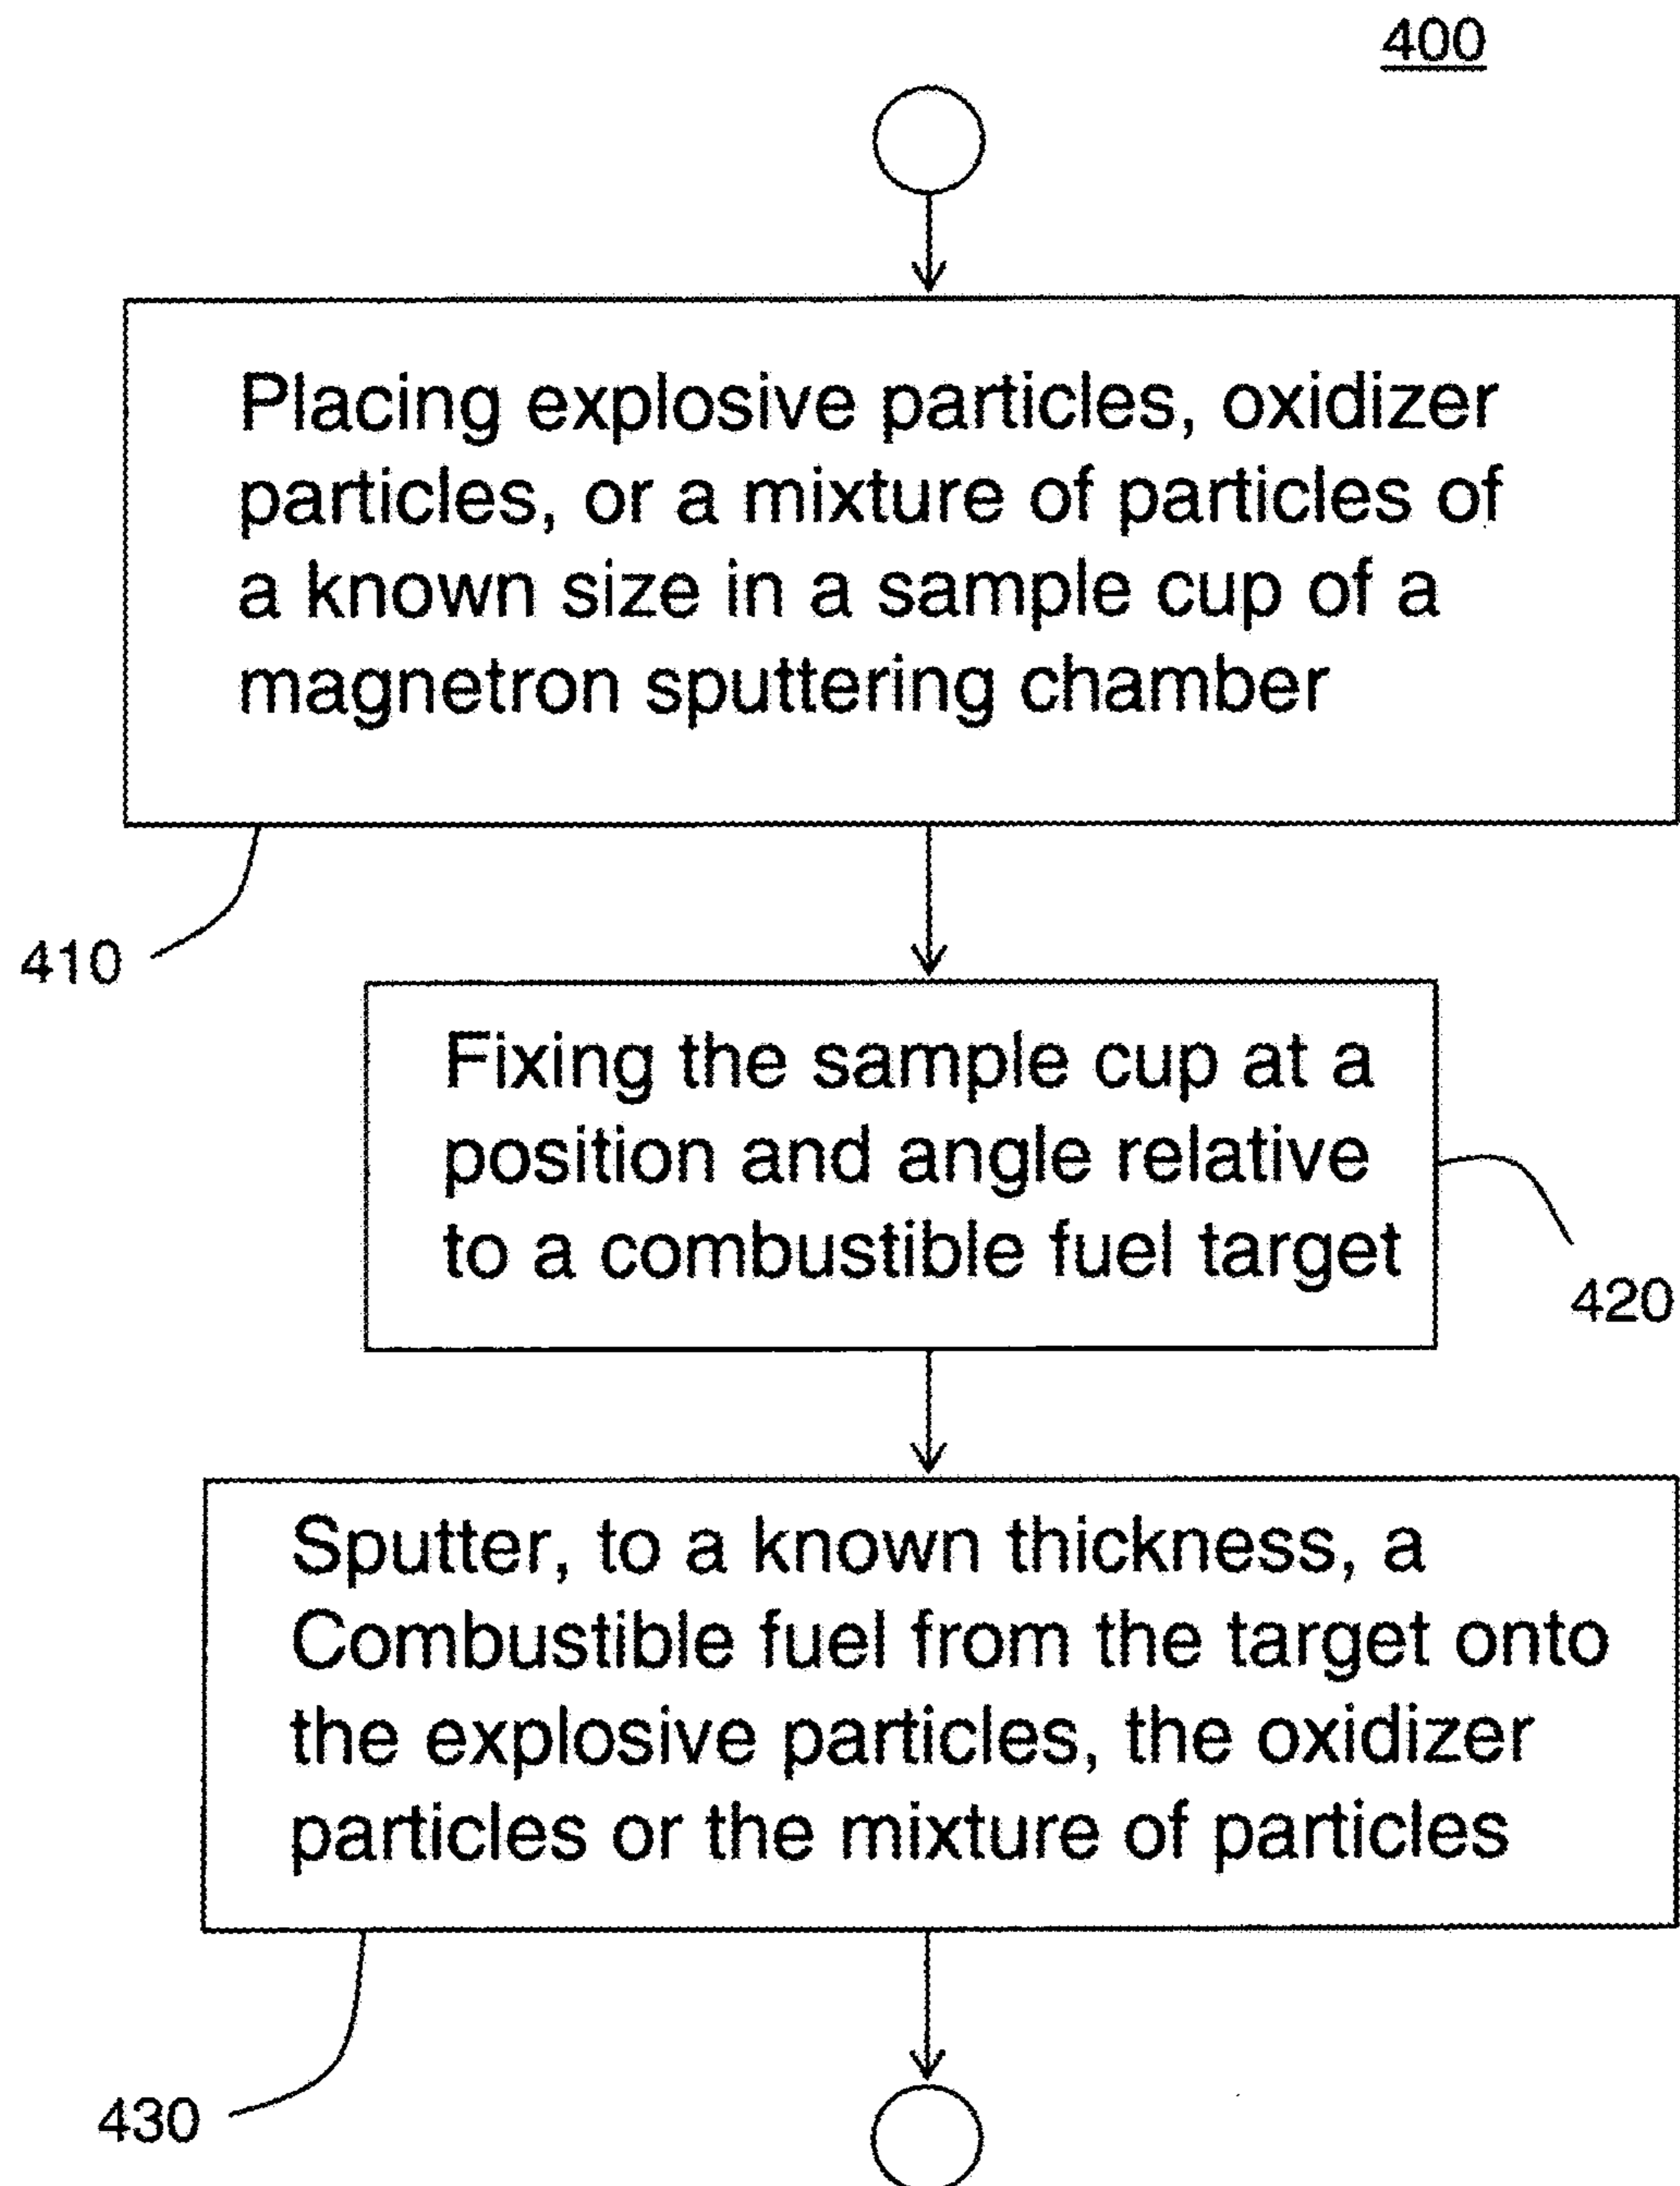 400
Placing explosive particles, oxidizer
particles, or a mixture of particles of
a known size in a sample cup of a
magnetron sputtering chamber
410
Fixing the sample cup at a
position and angle relative
to a combustible fuel target
420
Sputter, to a known thickness, a
Combustible fuel from the target onto
the explosive particles, the oxidizer
particles or the mixture of particles
430